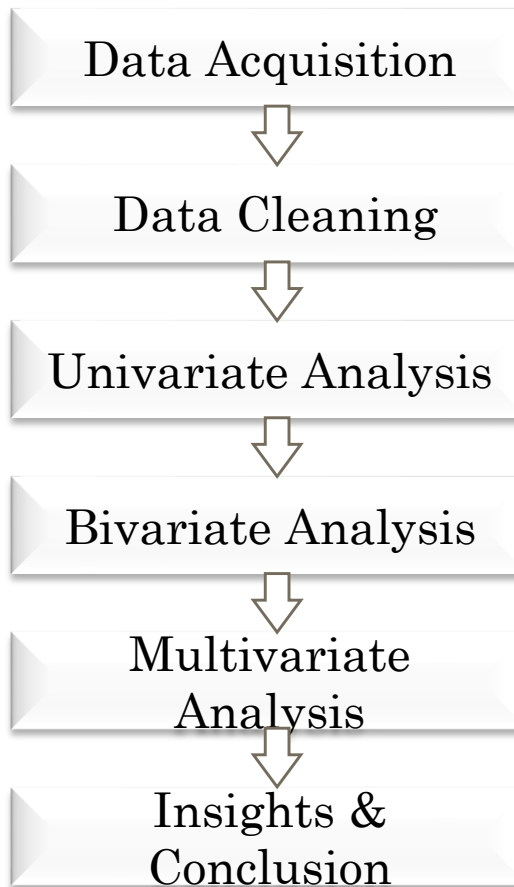 Data Acquisition
Data Cleaning
Univariate Analysis
Bivariate Analysis
Multivariate
Analysis
Insights &
Conclusion